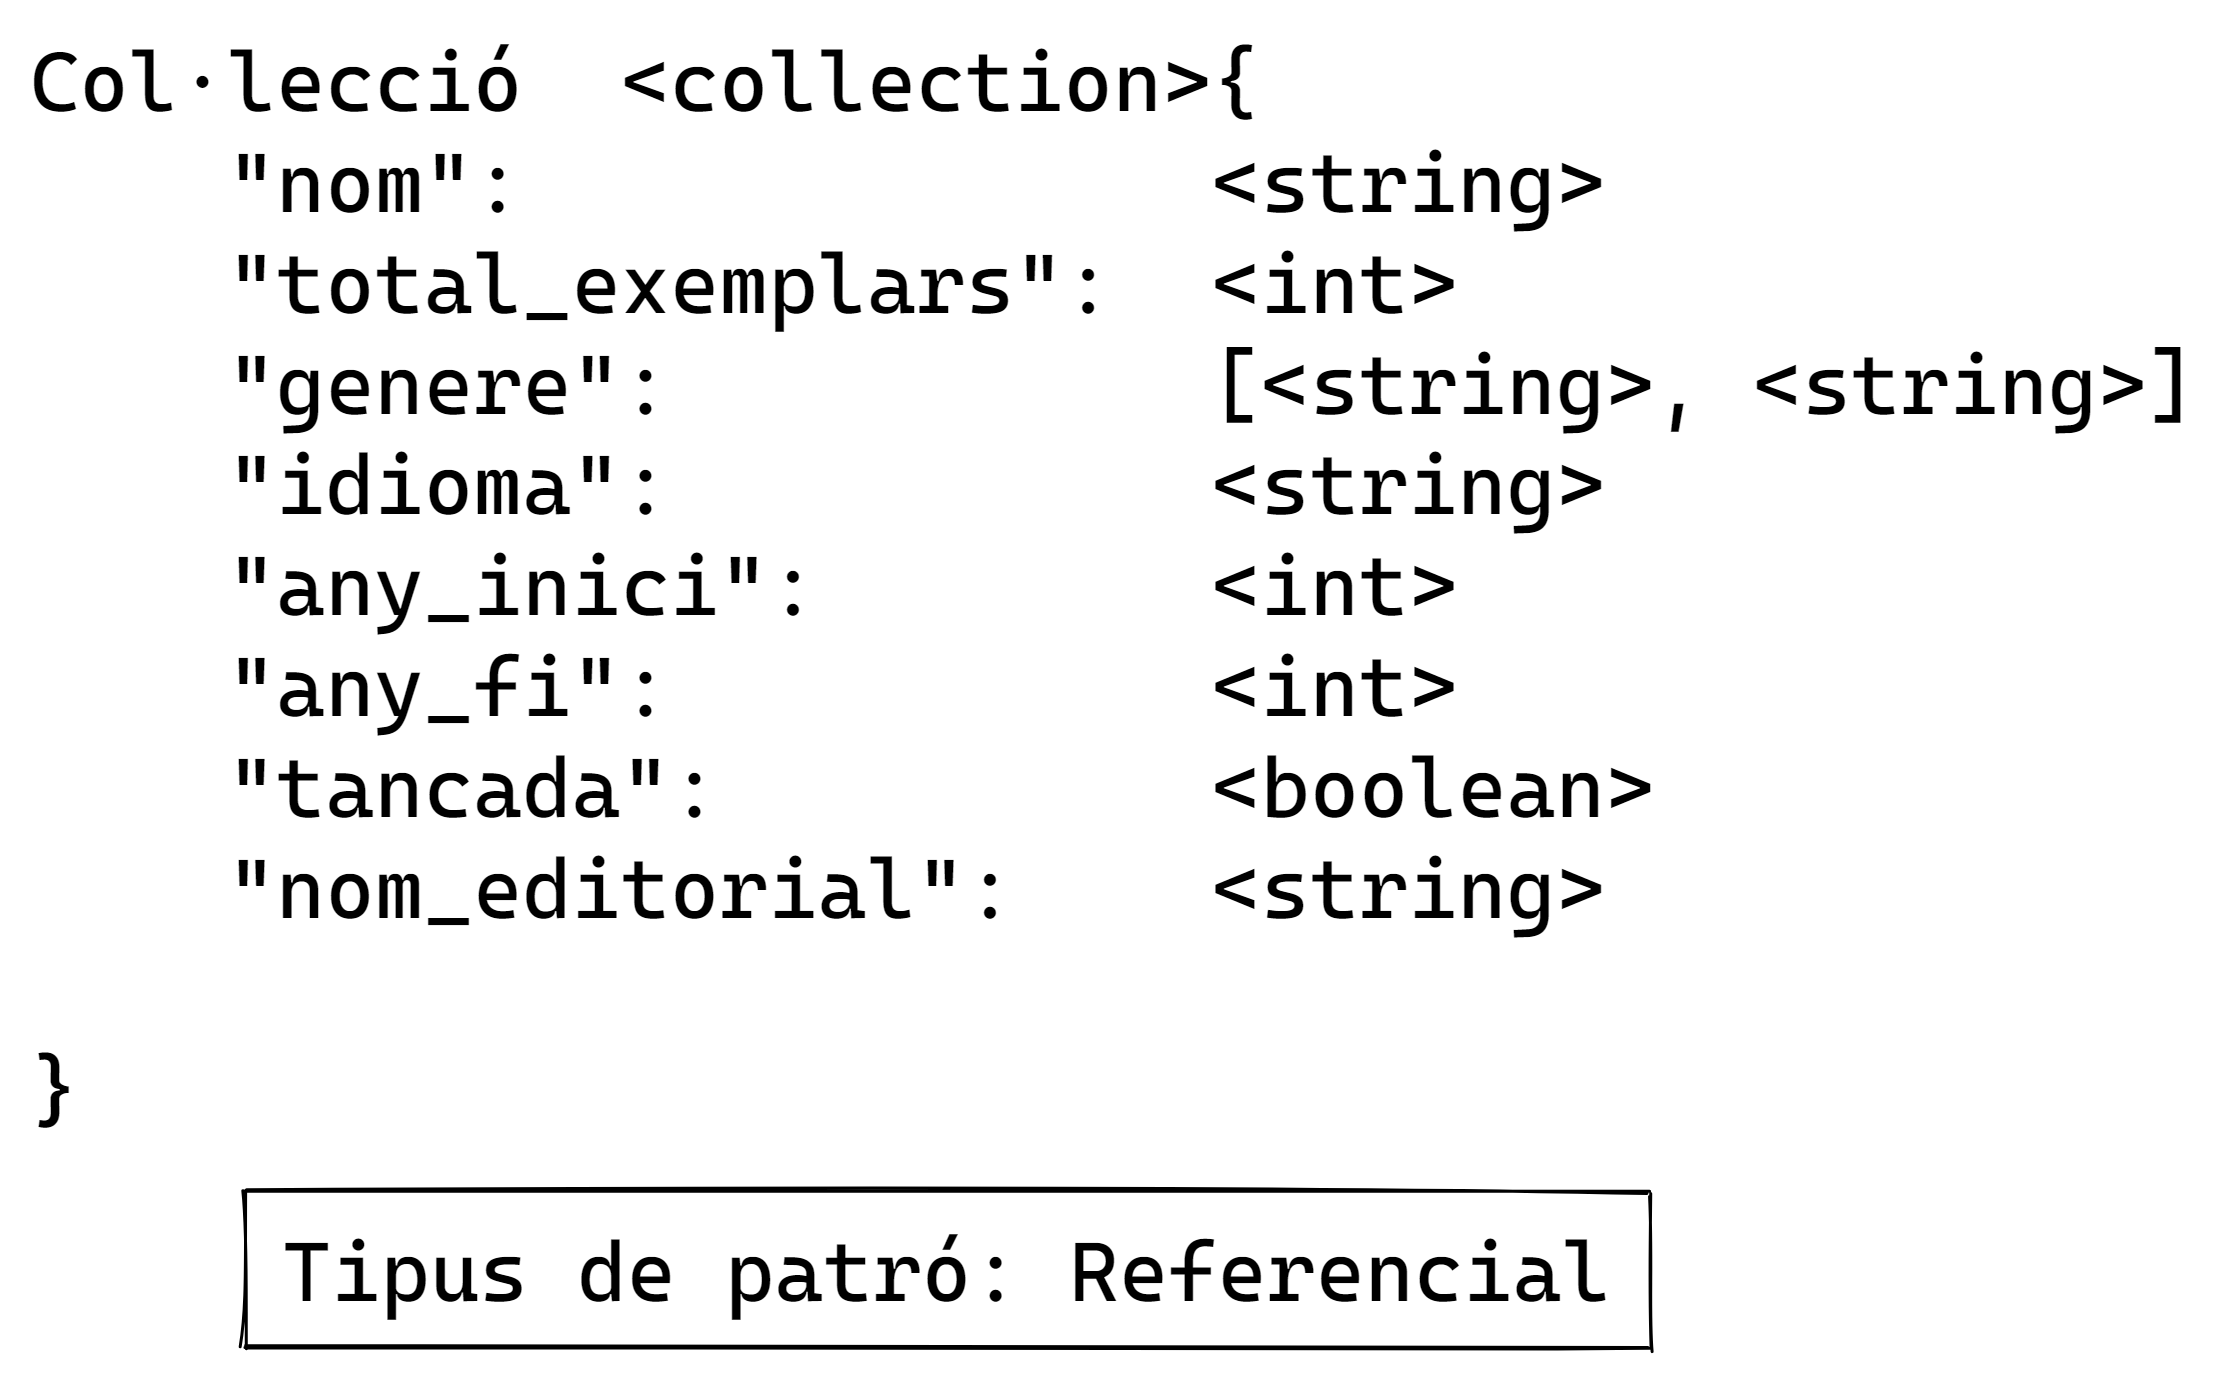 Col·lecció  <collection>{
    "nom":              <string>
    "total_exemplars":  <int>
    "genere":           [<string>, <string>]
    "idioma":           <string>
    "any_inici":        <int>
    "any_fi":           <int>
    "tancada":          <boolean>
    "nom_editorial":    <string>
}
Tipus de patró: Referencial